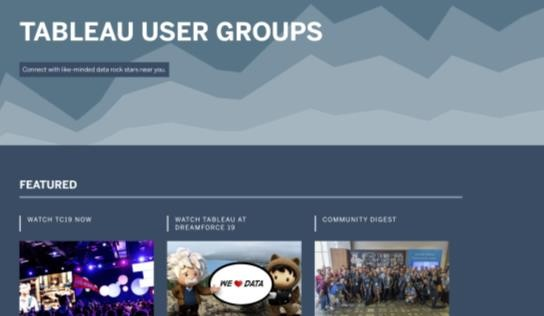 TABLEAU USER GROUPS
Connect with like-minded data rock stars near you.
FEATURED
WATCH TC19 NOW
WATCH TABLEAU AT
DREAMFORCE 19
COMMUNITY DIGEST
WE ❤ DATA